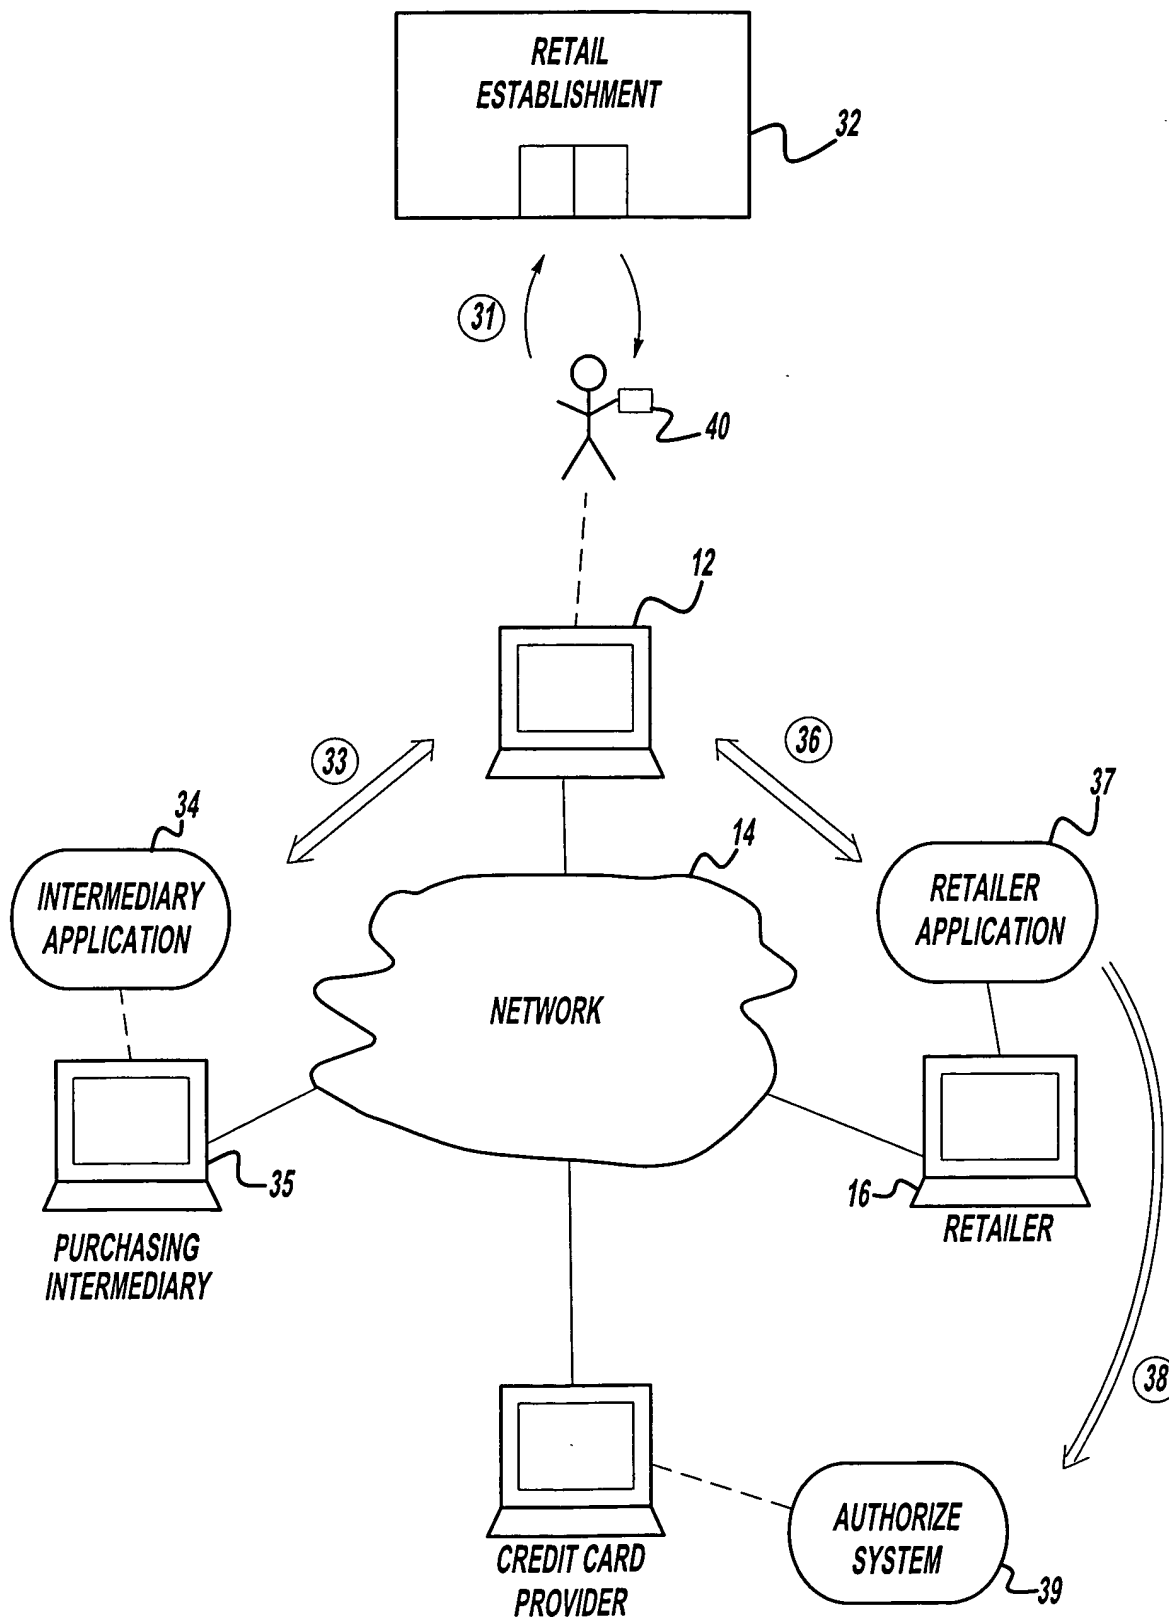 RETAIL
ESTABLISHMENT
32
31
40
12
33
36
34
37
14
INTERMEDIARY
APPLICATION
RETAILER
APPLICATION
NETWORK
35
16
RETAILER
PURCHASING
INTERMEDIARY
38
AUTHORIZE
SYSTEM
39
CREDIT CARD
PROVIDER